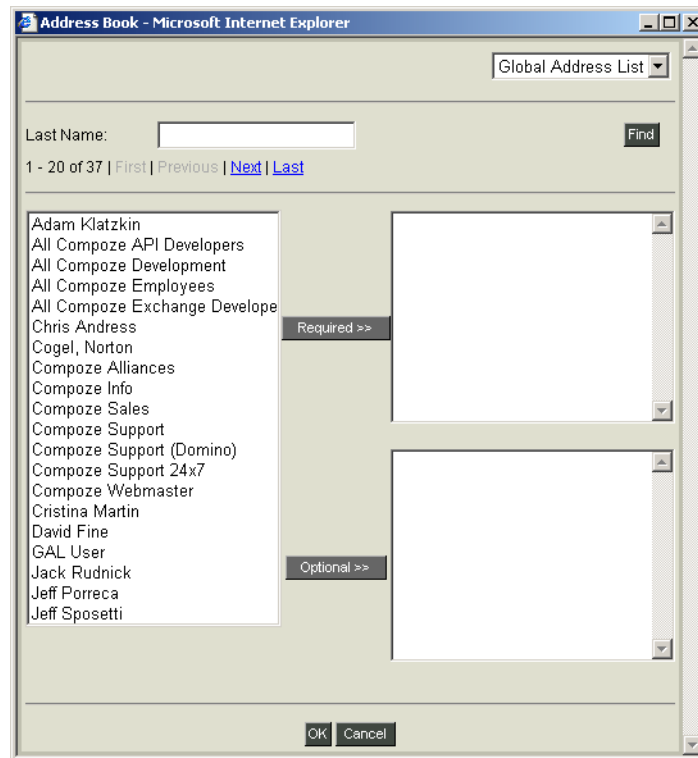 Address Book - Microsoft Internet Explorer
Global Address List
Last Name:
Find
1 - 20 of 37 | First | Previous | Next | Last
Adam Klatzkin
All Compoze API Developers
All Compoze Development
All Compoze Employees
All Compoze Exchange Develope
Chris Andress
Cogel, Norton
Compoze Alliances
Compoze Info
Compoze Sales
Compoze Support
Compoze Support (Domino)
Compoze Support 24x7
Compoze Webmaster
Cristina Martin
David Fine
GAL User
Jack Rudnick
Jeff Porreca
Jeff Sposetti
Required >>
Optional >>
OK Cancel